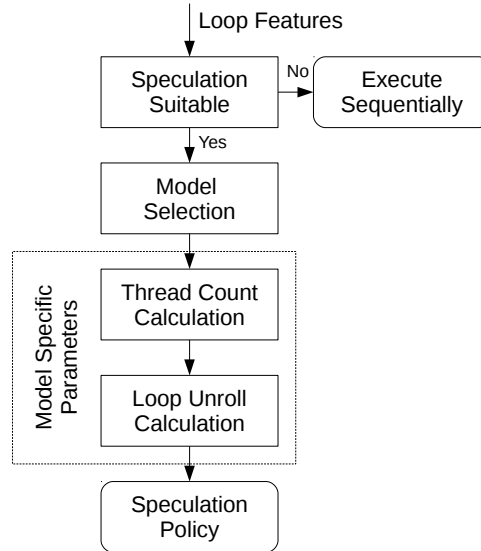 Loop Features
Speculation
Suitable
No
Execute
Sequentially
Yes
Model
Selection
Model Specific
Parameters
Thread Count
Calculation
Loop Unroll
Calculation
Speculation
Policy